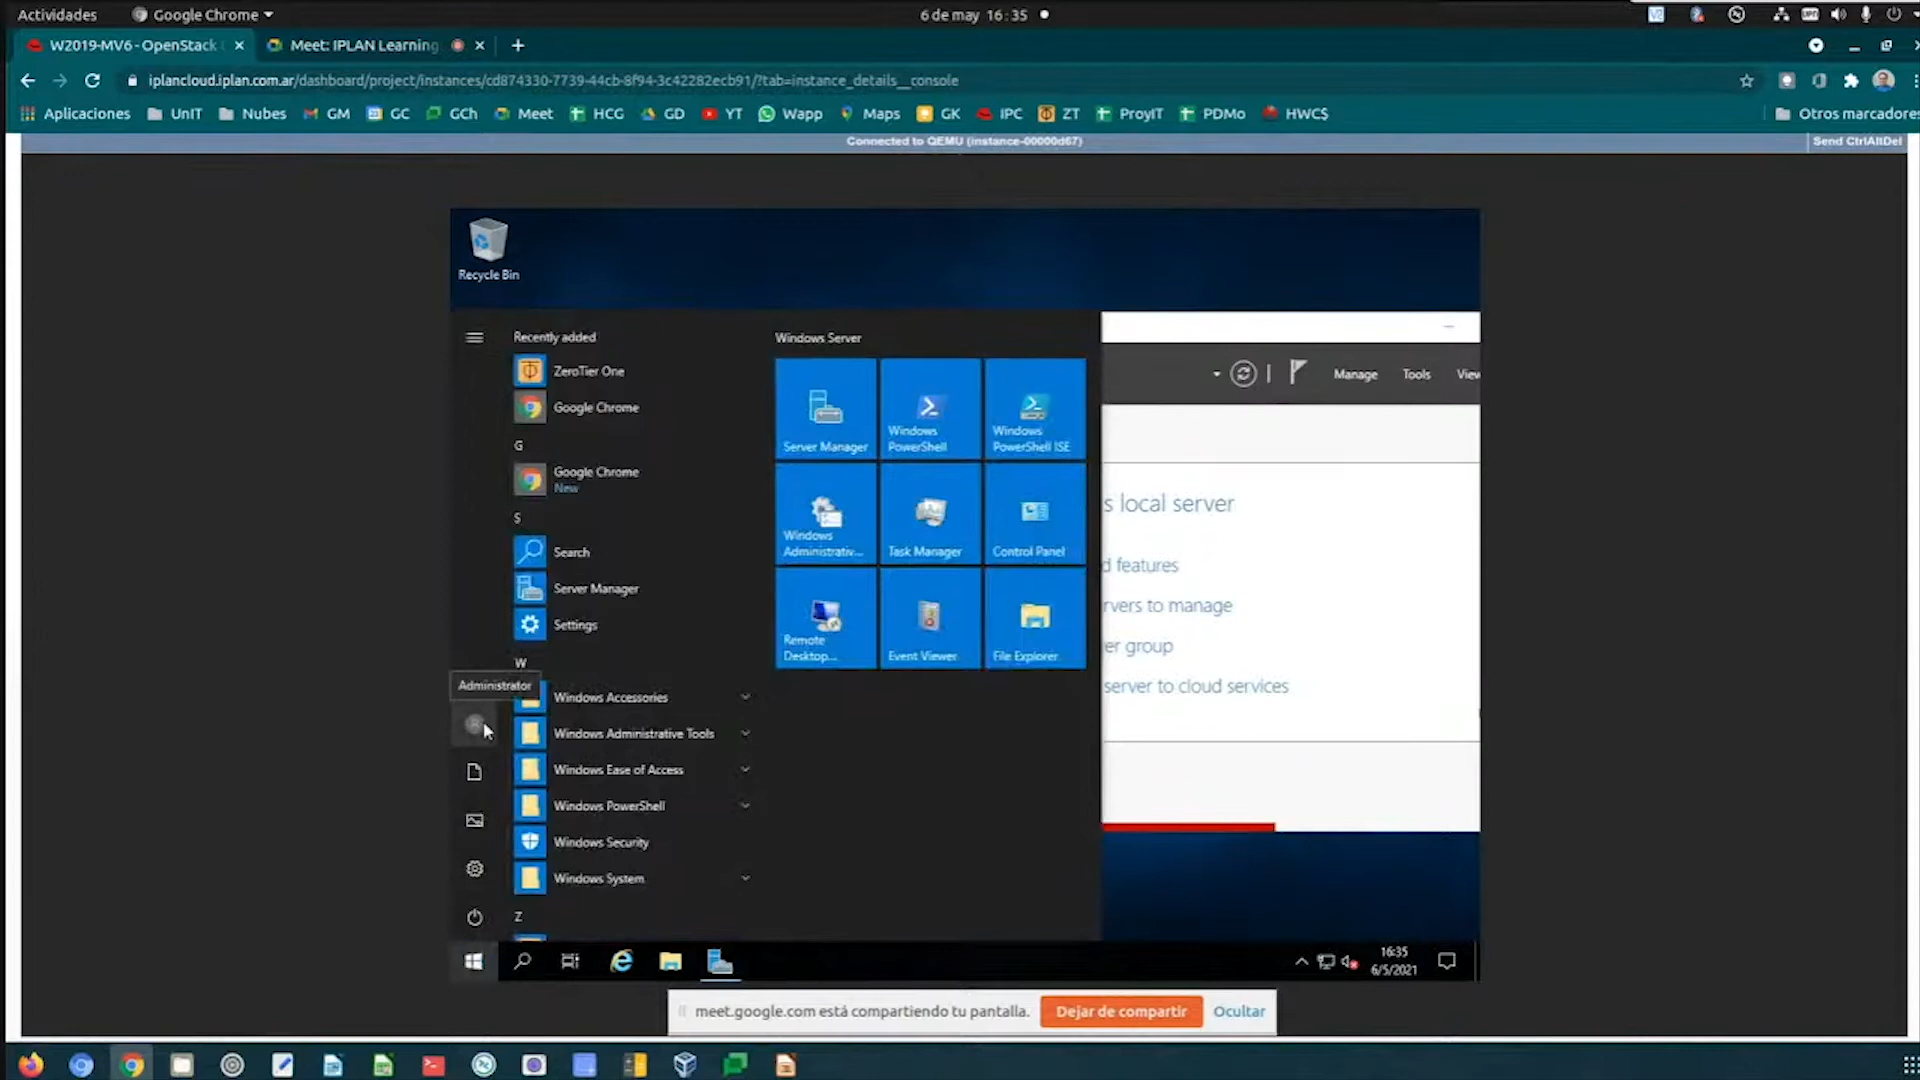 Actividades
Google Chrome
6 de may 16:35
W2019-MV6 - OpenStack
Meet: IPLAN Learning
iplancloud.iplan.com.ar/dashboard/project/instances/cd874330-7739-44cb-8f94-3c42282ecb91/?tab=instance_details__console
Aplicaciones
UnIT
Nubes
GM
GC
GCh
Meet
HCG
GD
YT
Wapp
Maps
GK
IPC
ZT
ProyIT
PDMo
HWC$
Otros marcadores
Connected to QEMU (instance-00000d67)
Send CtrlAltDel
Recycle Bin
Recently added
ZeroTier One
Google Chrome
G
Google Chrome
New
S
Search
Server Manager
Settings
W
Administrator
Windows Accessories
Windows Administrative Tools
Windows Ease of Access
Windows PowerShell
Windows Security
Windows System
Z
Windows Server
Server Manager
Windows
PowerShell
Windows
PowerShell ISE
Windows
Administrativ...
Task Manager
Control Panel
Remote
Desktop...
Event Viewer
File Explorer
Manage
Tools
View
s local server
d features
rvers to manage
er group
server to cloud services
16:35
6/5/2021
meet.google.com está compartiendo tu pantalla.
Dejar de compartir
Ocultar